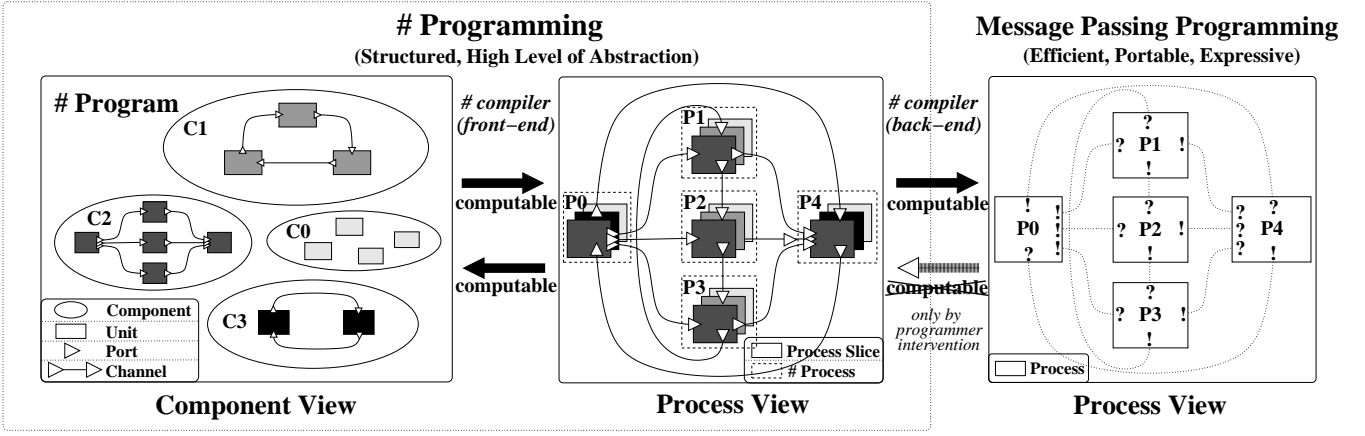 # Programming
(Structured, High Level of Abstraction)
Message Passing Programming
(Efficient, Portable, Expressive)
# Program
C1
C2
C0
C3
Component
Unit
Port
Channel
Component View
# compiler
(front−end)
computable
computable
P0
P1
P2
P3
P4
Process Slice
# Process
Process View
# compiler
(back−end)
computable
computable
only by
programmer
intervention
?
? P1 !
!
!
P0
!
!
!
?
?
? P2 !
!
?
?
?
?
P4
!
?
? P3 !
!
Process
Process View